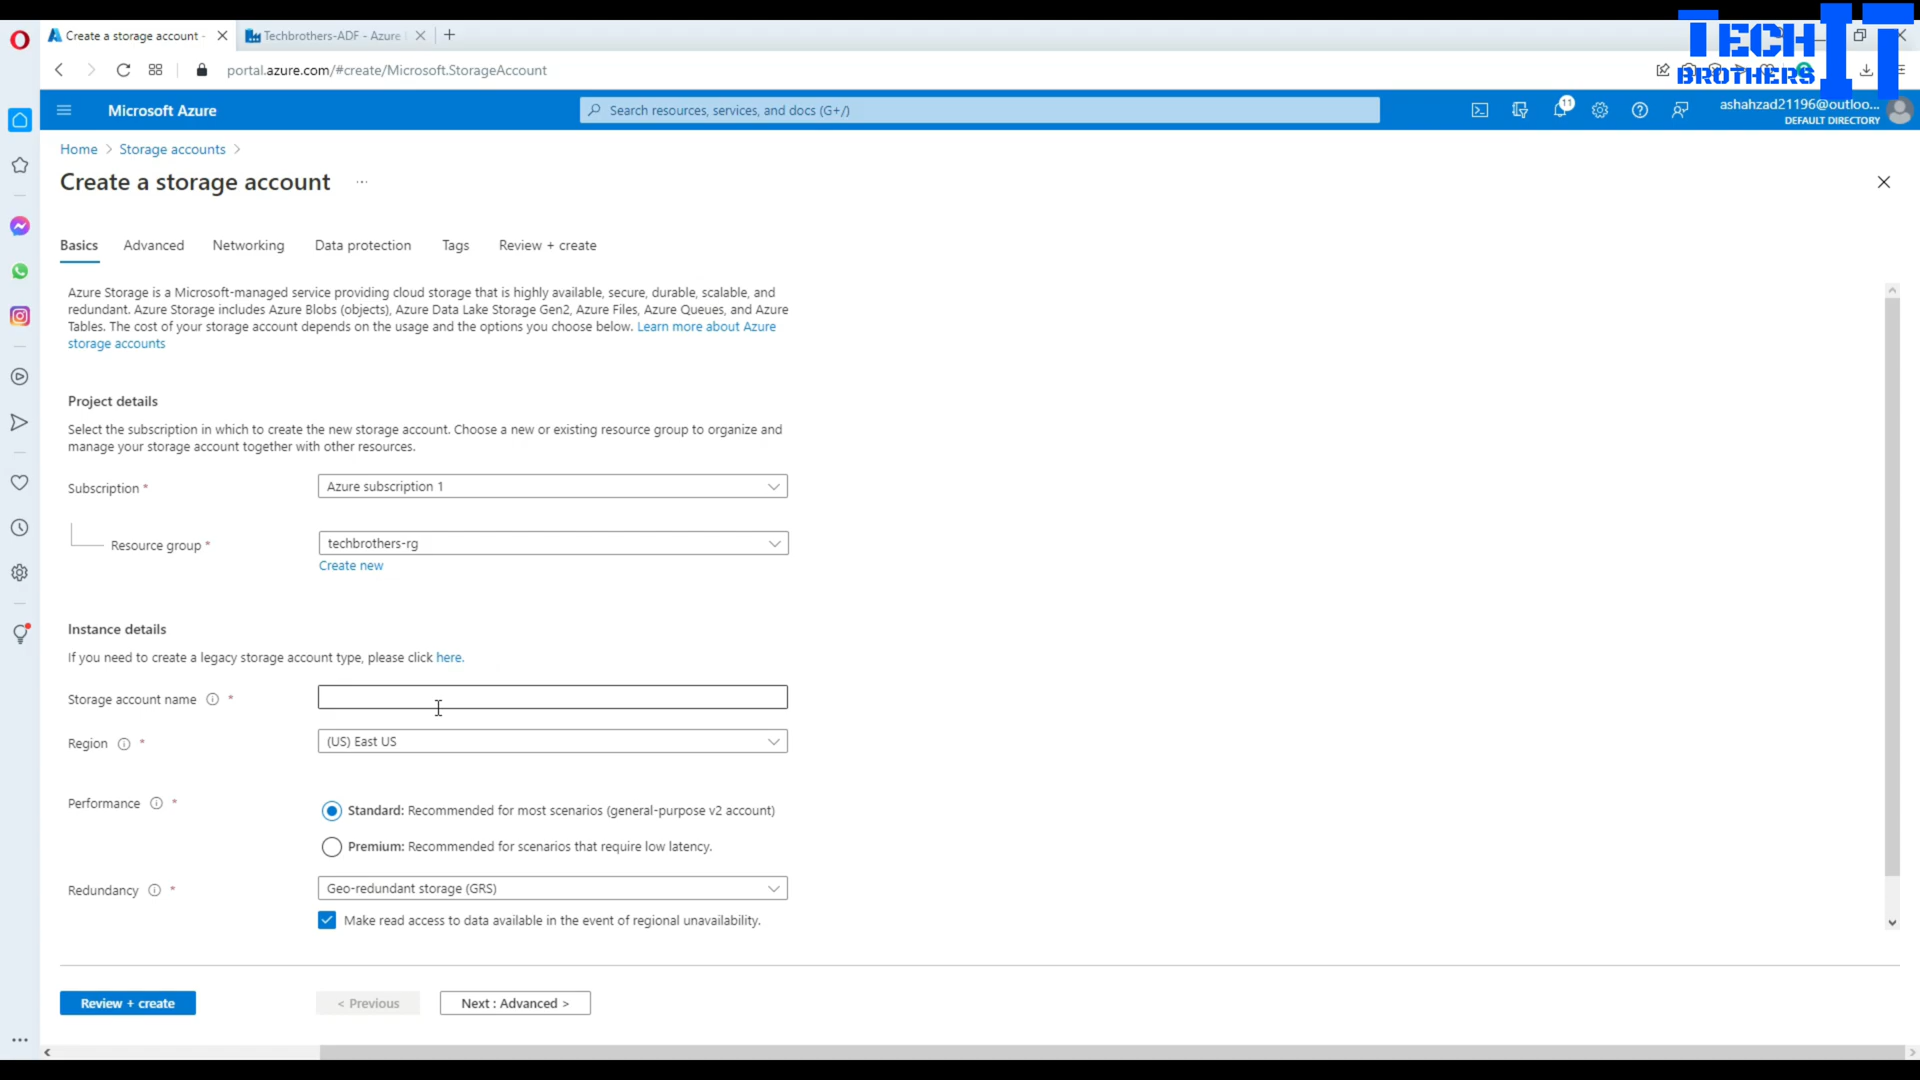 Create a storage account -
Techbrothers-ADF - Azure
TECH IT
BROTHERS
portal.azure.com/#create/Microsoft.StorageAccount
Microsoft Azure
Search resources, services, and docs (G+/)
11
ashahzad21196@outloo...
DEFAULT DIRECTORY
Home > Storage accounts >
Create a storage account ...
Basics Advanced Networking Data protection Tags Review + create
Azure Storage is a Microsoft-managed service providing cloud storage that is highly available, secure, durable, scalable, and
redundant. Azure Storage includes Azure Blobs (objects), Azure Data Lake Storage Gen2, Azure Files, Azure Queues, and Azure
Tables. The cost of your storage account depends on the usage and the options you choose below. Learn more about Azure
storage accounts
Project details
Select the subscription in which to create the new storage account. Choose a new or existing resource group to organize and
manage your storage account together with other resources.
Subscription * Azure subscription 1
Resource group * techbrothers-rg
Create new
Instance details
If you need to create a legacy storage account type, please click here.
Storage account name *
Region * (US) East US
Performance * Standard: Recommended for most scenarios (general-purpose v2 account)
Premium: Recommended for scenarios that require low latency.
Redundancy * Geo-redundant storage (GRS)
Make read access to data available in the event of regional unavailability.
Review + create < Previous Next : Advanced >